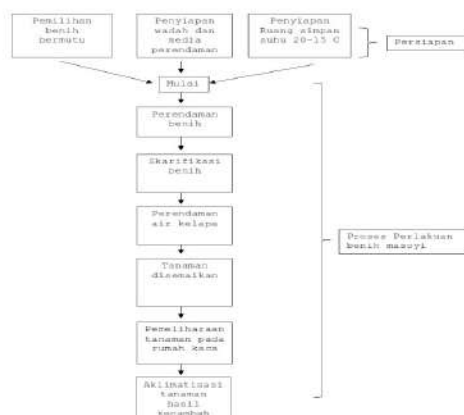 Pemilihan
benih
bermutu
Penyiapan
wadah dan
media
perendaman
Penyiapan
Ruang simpan
suhu 20-15 C
Persiapan
Mulai
Perendaman
benih
Skarifikasi
benih
Perendaman
air kelapa
Tanaman
disemaikan
Pemeliharaan
tanaman pada
rumah kaca
Aklimatisasi
tanaman
hasil
kecambah
Proses Perlakuan
benih masoyi